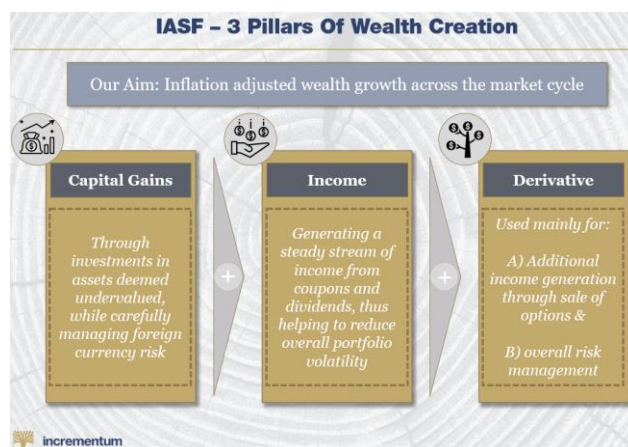 IASF – 3 Pillars Of Wealth Creation
Our Aim: Inflation adjusted wealth growth across the market cycle
Capital Gains
Through
investments in
assets deemed
undervalued,
while carefully
managing foreign
currency risk
+
Income
Generating a
steady stream of
income from
coupons and
dividends, thus
helping to reduce
overall portfolio
volatility
+
Derivative
Used mainly for:
A) Additional
income generation
through sale of
options &
B) overall risk
management
incrementum